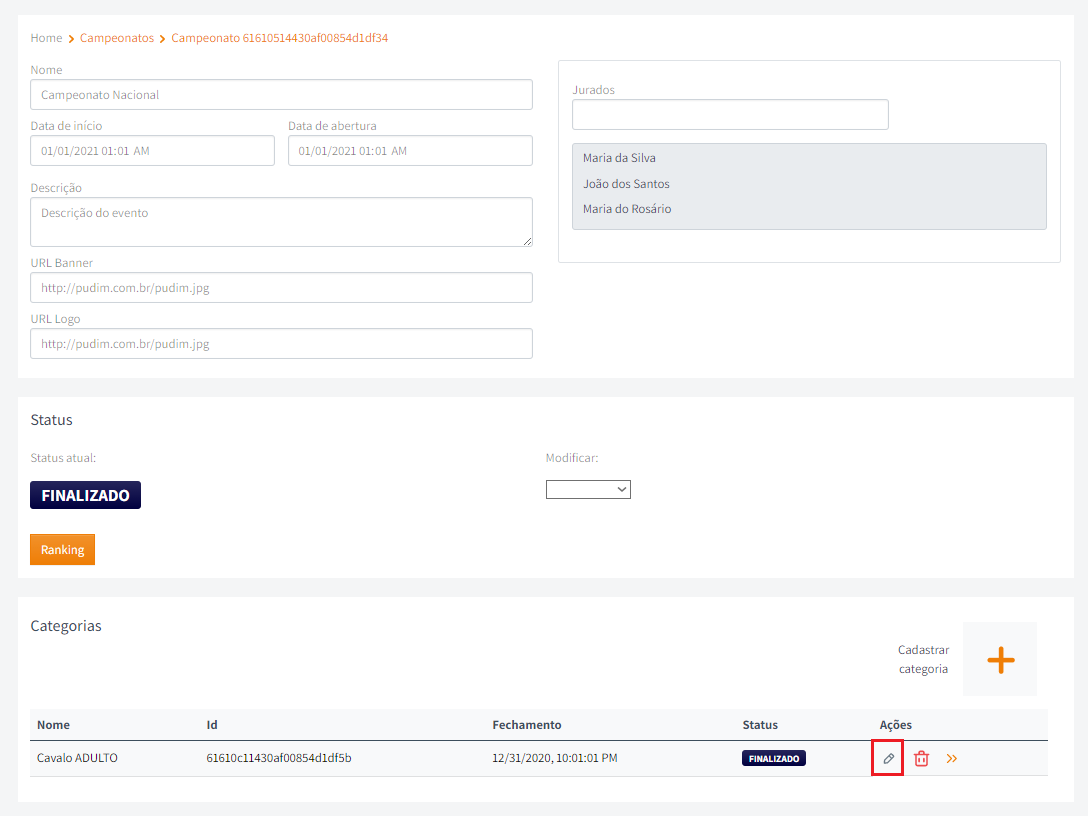 Home > Campeonatos > Campeonato 61610514430af00854d1df34
Nome
Campeonato Nacional
Data de início
Data de abertura
01/01/2021 01:01 AM
01/01/2021 01:01 AM
Descrição
Descrição do evento
URL Banner
http://pudim.com.br/pudim.jpg
URL Logo
http://pudim.com.br/pudim.jpg
Jurados
Maria da Silva
João dos Santos
Maria do Rosário
Status
Status atual:
Modificar:
FINALIZADO
Ranking
Categorias
Cadastrar
categoria
Nome Id Fechamento Status Ações
Cavalo ADULTO 61610c11430af00854d1df5b 12/31/2020, 10:01:01 PM FINALIZADO